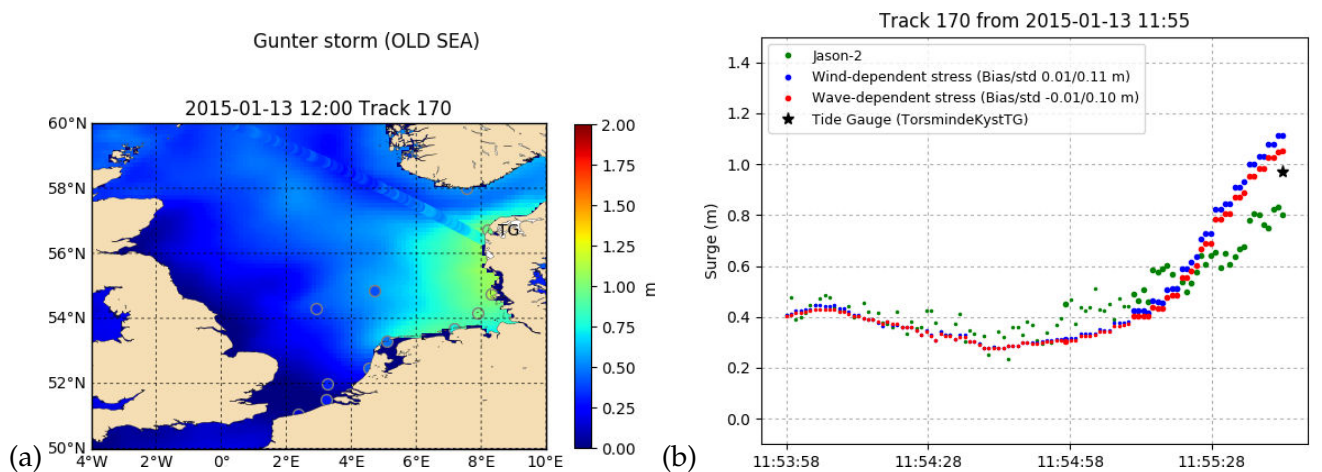 Gunter storm (OLD SEA)
2015-01-13 12:00 Track 170
60°N
58°N
56°N
54°N
52°N
50°N
4°W 2°W 0° 2°E 4°E 6°E 8°E 10°E
TG
2.00
1.75
1.50
1.25
1.00
0.75
0.50
0.25
0.00
m
(a)
Track 170 from 2015-01-13 11:55
Jason-2
Wind-dependent stress (Bias/std 0.01/0.11 m)
Wave-dependent stress (Bias/std -0.01/0.10 m)
Tide Gauge (TorsmindeKystTG)
Surge (m)
1.4
1.2
1.0
0.8
0.6
0.4
0.2
0.0
11:53:58 11:54:28 11:54:58 11:55:28
(b)